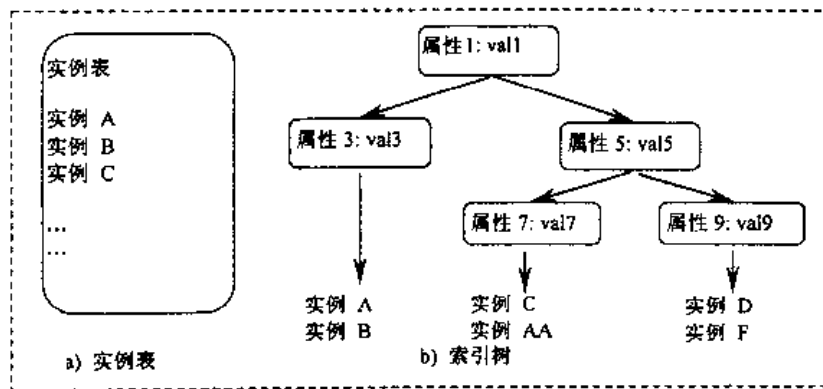 实例表
实例 A
实例 B
实例 C
...
...
a) 实例表
属性1: val1
属性 3: val3
属性 5: val5
属性 7: val7
属性 9: val9
实例 A
实例 B
实例 C
实例 AA
实例 D
实例 F
b) 索引树